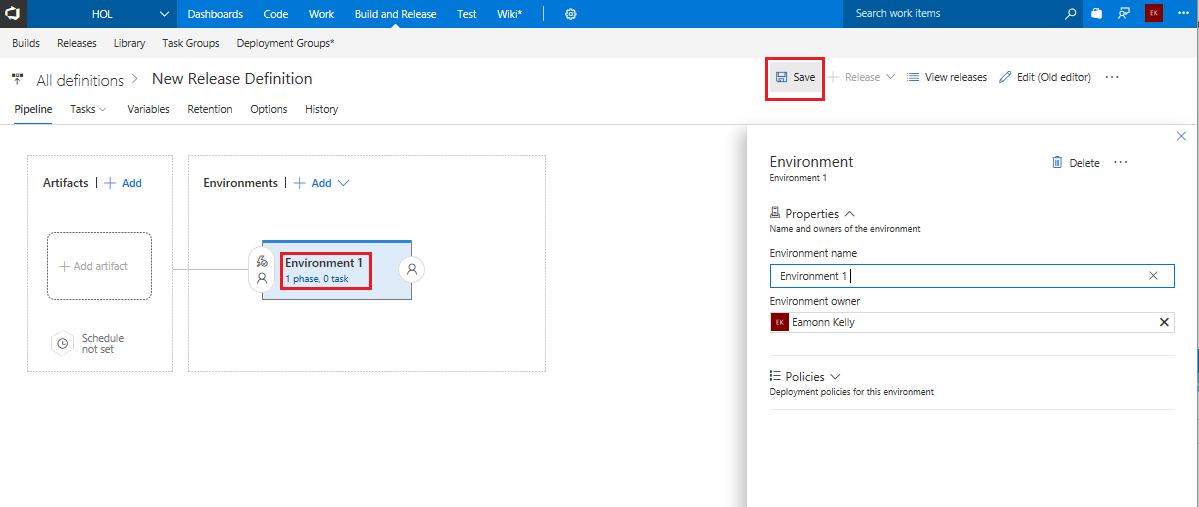 HOL Dashboards Code Work Build and Release Test Wiki* Search work items EK ...
Builds Releases Library Task Groups Deployment Groups*
All definitions > New Release Definition
Save + Release View releases Edit (Old editor) ...
Pipeline Tasks Variables Retention Options History
Artifacts | + Add
Environments | + Add
+ Add artifact
Environment 1
1 phase, 0 task
Schedule
not set
Environment
Environment 1
Delete ...
Properties
Name and owners of the environment
Environment name
Environment 1
Environment owner
EK Eamonn Kelly
Policies
Deployment policies for this environment